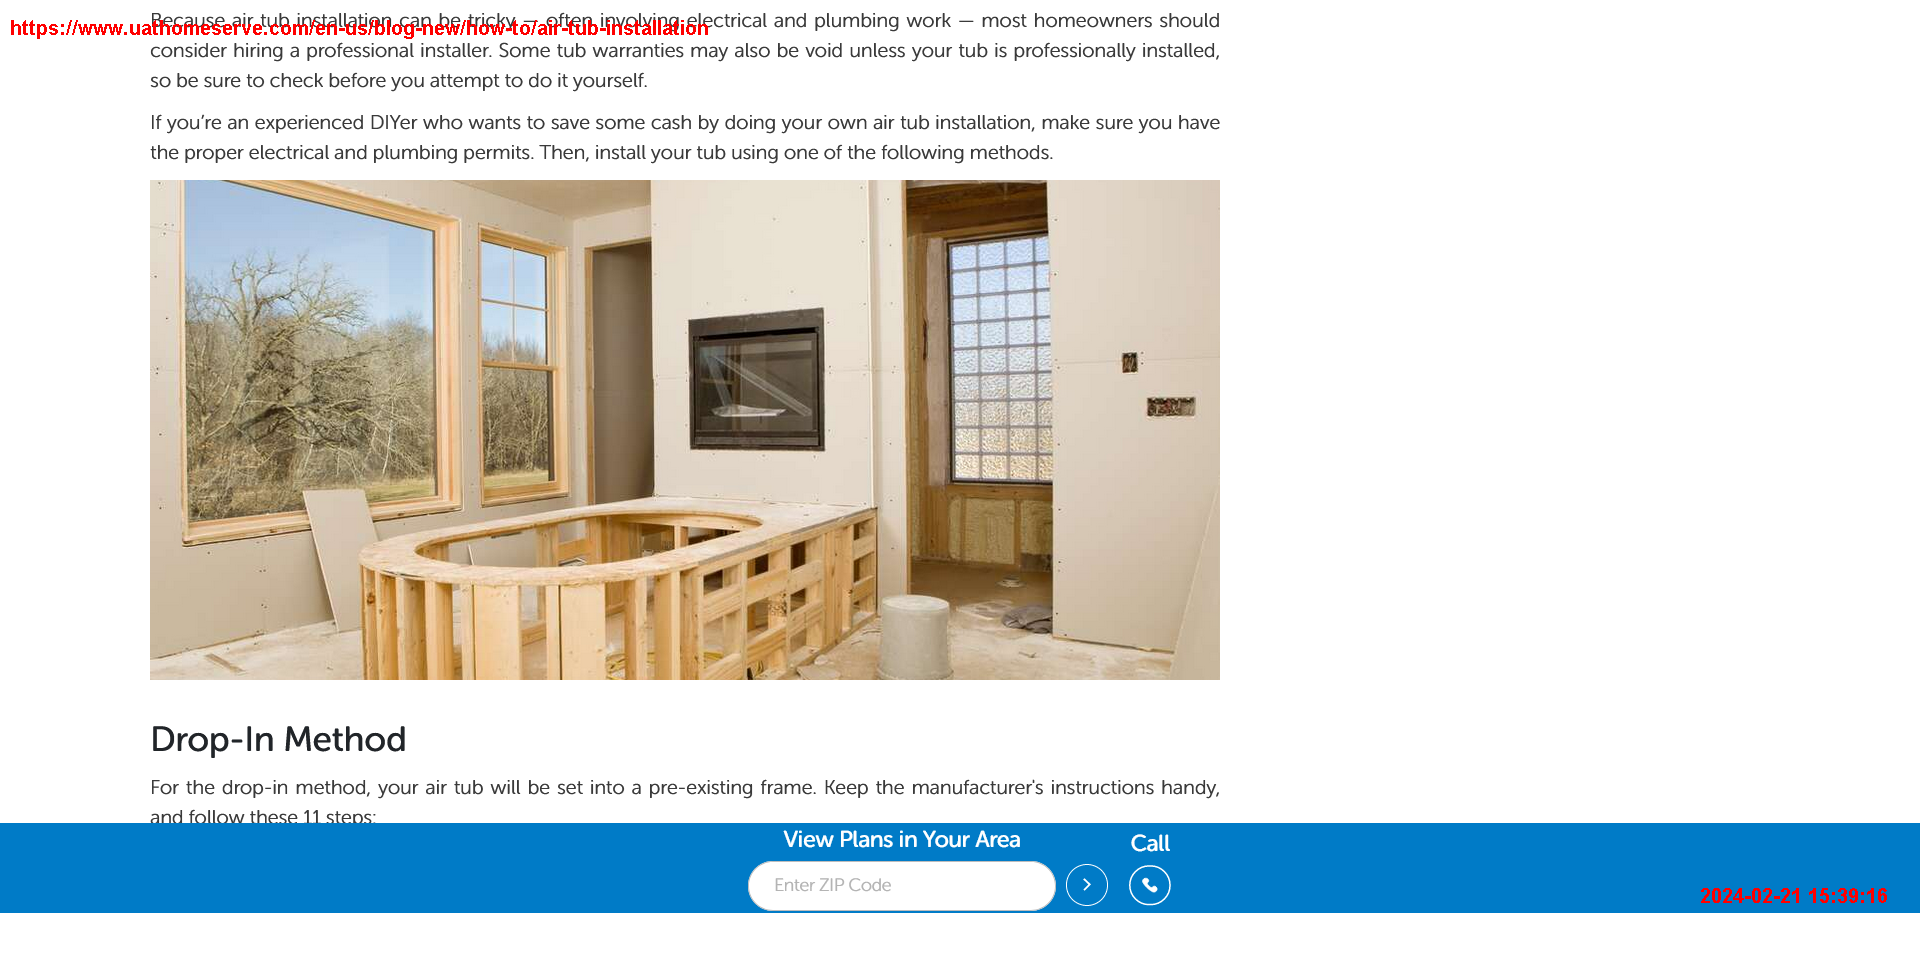 Because air tub installation can be tricky — often involving electrical and plumbing work — most homeowners should
https://www.uathomeserve.com/en-us/blog-new/how-to/air-tub-installation
consider hiring a professional installer. Some tub warranties may also be void unless your tub is professionally installed,
so be sure to check before you attempt to do it yourself.
If you’re an experienced DIYer who wants to save some cash by doing your own air tub installation, make sure you have
the proper electrical and plumbing permits. Then, install your tub using one of the following methods.
Drop-In Method
For the drop-in method, your air tub will be set into a pre-existing frame. Keep the manufacturer's instructions handy,
and follow these 11 steps:
View Plans in Your Area
Call
Enter ZIP Code
2024-02-21 15:39:16